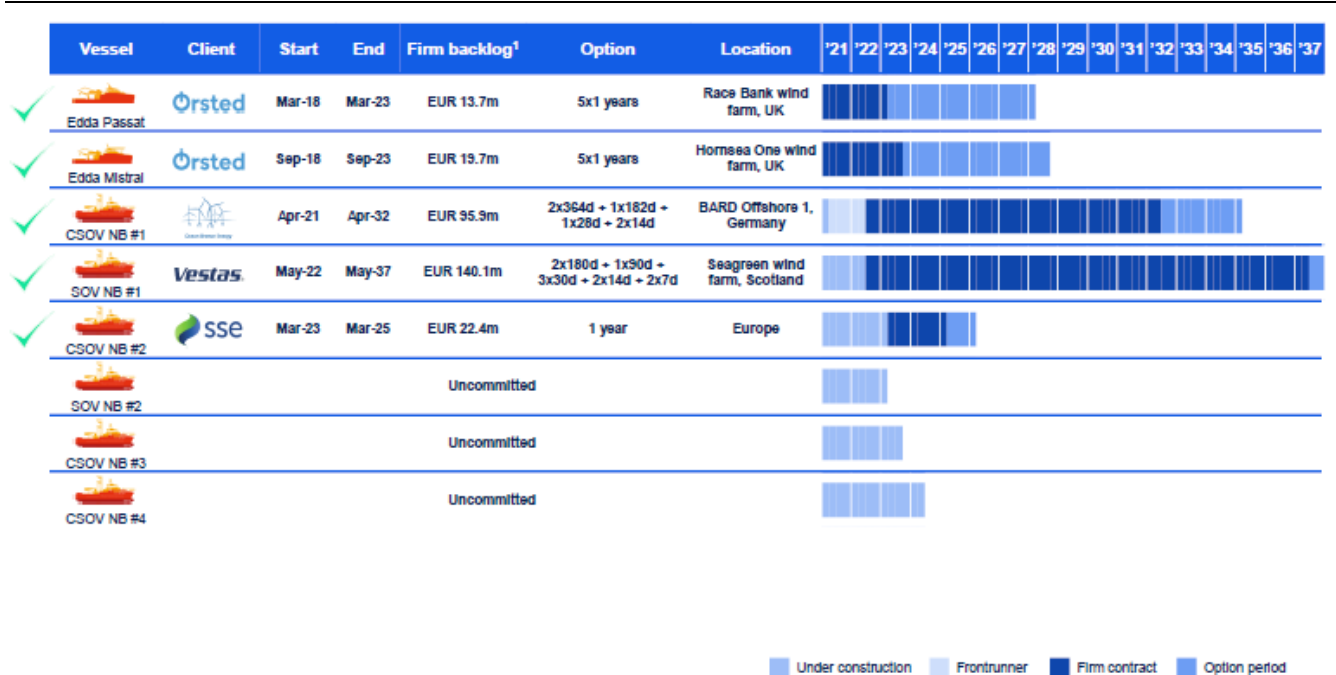 Vessel Client Start End Firm backlog¹ Option Location '21 '22 '23 '24 '25 '26 '27 '28 '29 '30 '31 '32 '33 '34 '35 '36 '37
Edda Passat Ørsted Mar-18 Mar-23 EUR 13.7m 5x1 years Race Bank wind
farm, UK
Edda Mistral Ørsted Sep-18 Sep-23 EUR 19.7m 5x1 years Hornsea One wind
farm, UK
CSOV NB #1 Apr-21 Apr-32 EUR 95.9m 2x364d + 1x182d +
1x28d + 2x14d
BARD Offshore 1,
Germany
SOV NB #1 Vestas. May-22 May-37 EUR 140.1m 2x180d + 1x90d +
3x30d + 2x14d + 2x7d
Seagreen wind
farm, Scotland
CSOV NB #2 sse Mar-23 Mar-25 EUR 22.4m 1 year Europe
SOV NB #2 Uncommitted
CSOV NB #3 Uncommitted
CSOV NB #4 Uncommitted
Under construction Frontrunner Firm contract Option period